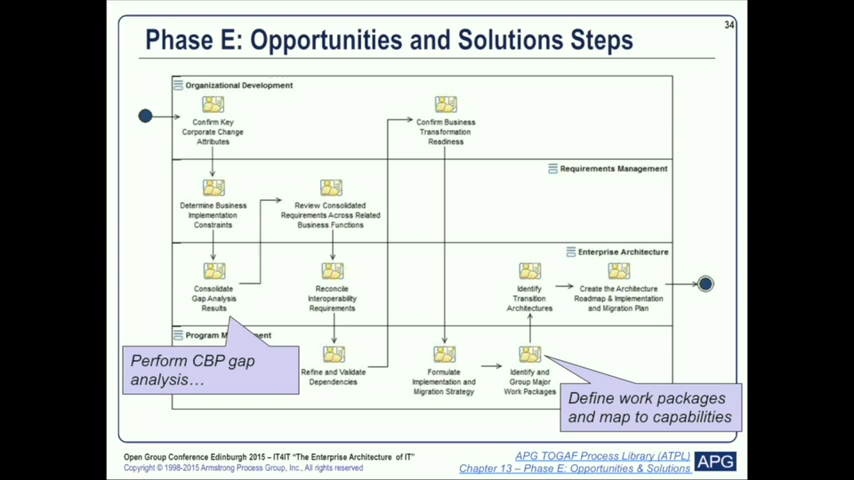 34
Phase E: Opportunities and Solutions Steps
Organizational Development
Confirm Key
Corporate Change
Attributes
Confirm Business
Transformation
Readiness
Requirements Management
Determine Business
Implementation
Constraints
Review Consolidated
Requirements Across Related
Business Functions
Enterprise Architecture
Consolidate
Gap Analysis
Results
Reconcile
Interoperability
Requirements
Identify
Transition
Architectures
Create the Architecture
Roadmap & Implementation
and Migration Plan
Perform CBP gap
analysis…
Refine and Validate
Dependencies
Formulate
Implementation and
Migration Strategy
Identify and
Group Major
Work Packages
Define work packages
and map to capabilities
Open Group Conference Edinburgh 2015 – IT4IT “The Enterprise Architecture of IT”
Copyright © 1998-2015 Armstrong Process Group, Inc., All rights reserved
APG TOGAF Process Library (ATPL)
Chapter 13 – Phase E: Opportunities & Solutions
APG